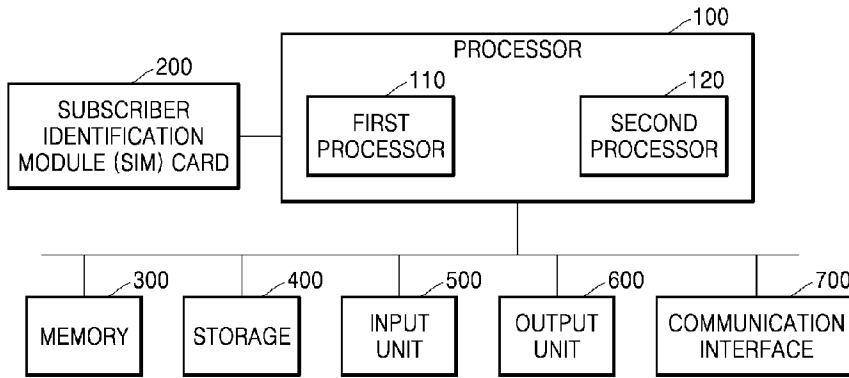 100
PROCESSOR
200
SUBSCRIBER
IDENTIFICATION
MODULE (SIM) CARD
110
FIRST
PROCESSOR
120
SECOND
PROCESSOR
300
MEMORY
400
STORAGE
500
INPUT
UNIT
600
OUTPUT
UNIT
700
COMMUNICATION
INTERFACE